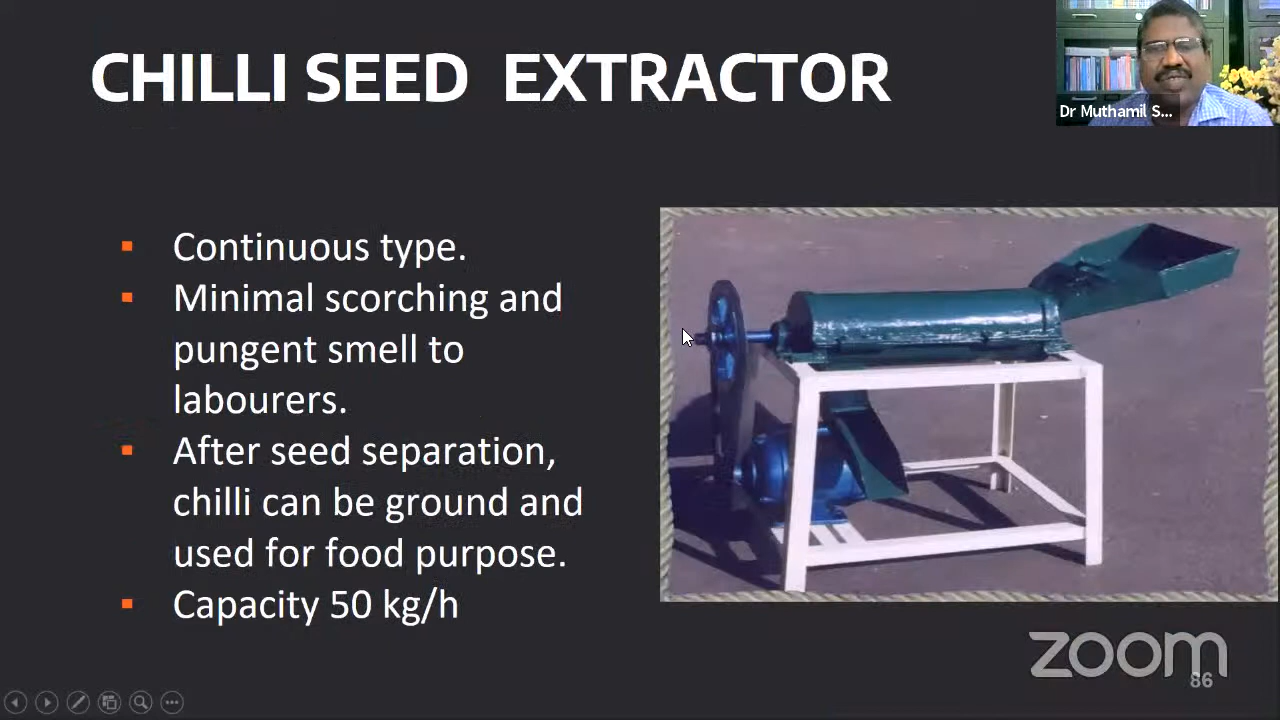 CHILLI SEED EXTRACTOR
Dr Muthamil S...
Continuous type.
Minimal scorching and
pungent smell to
labourers.
After seed separation,
chilli can be ground and
used for food purpose.
Capacity 50 kg/h
zoom
86